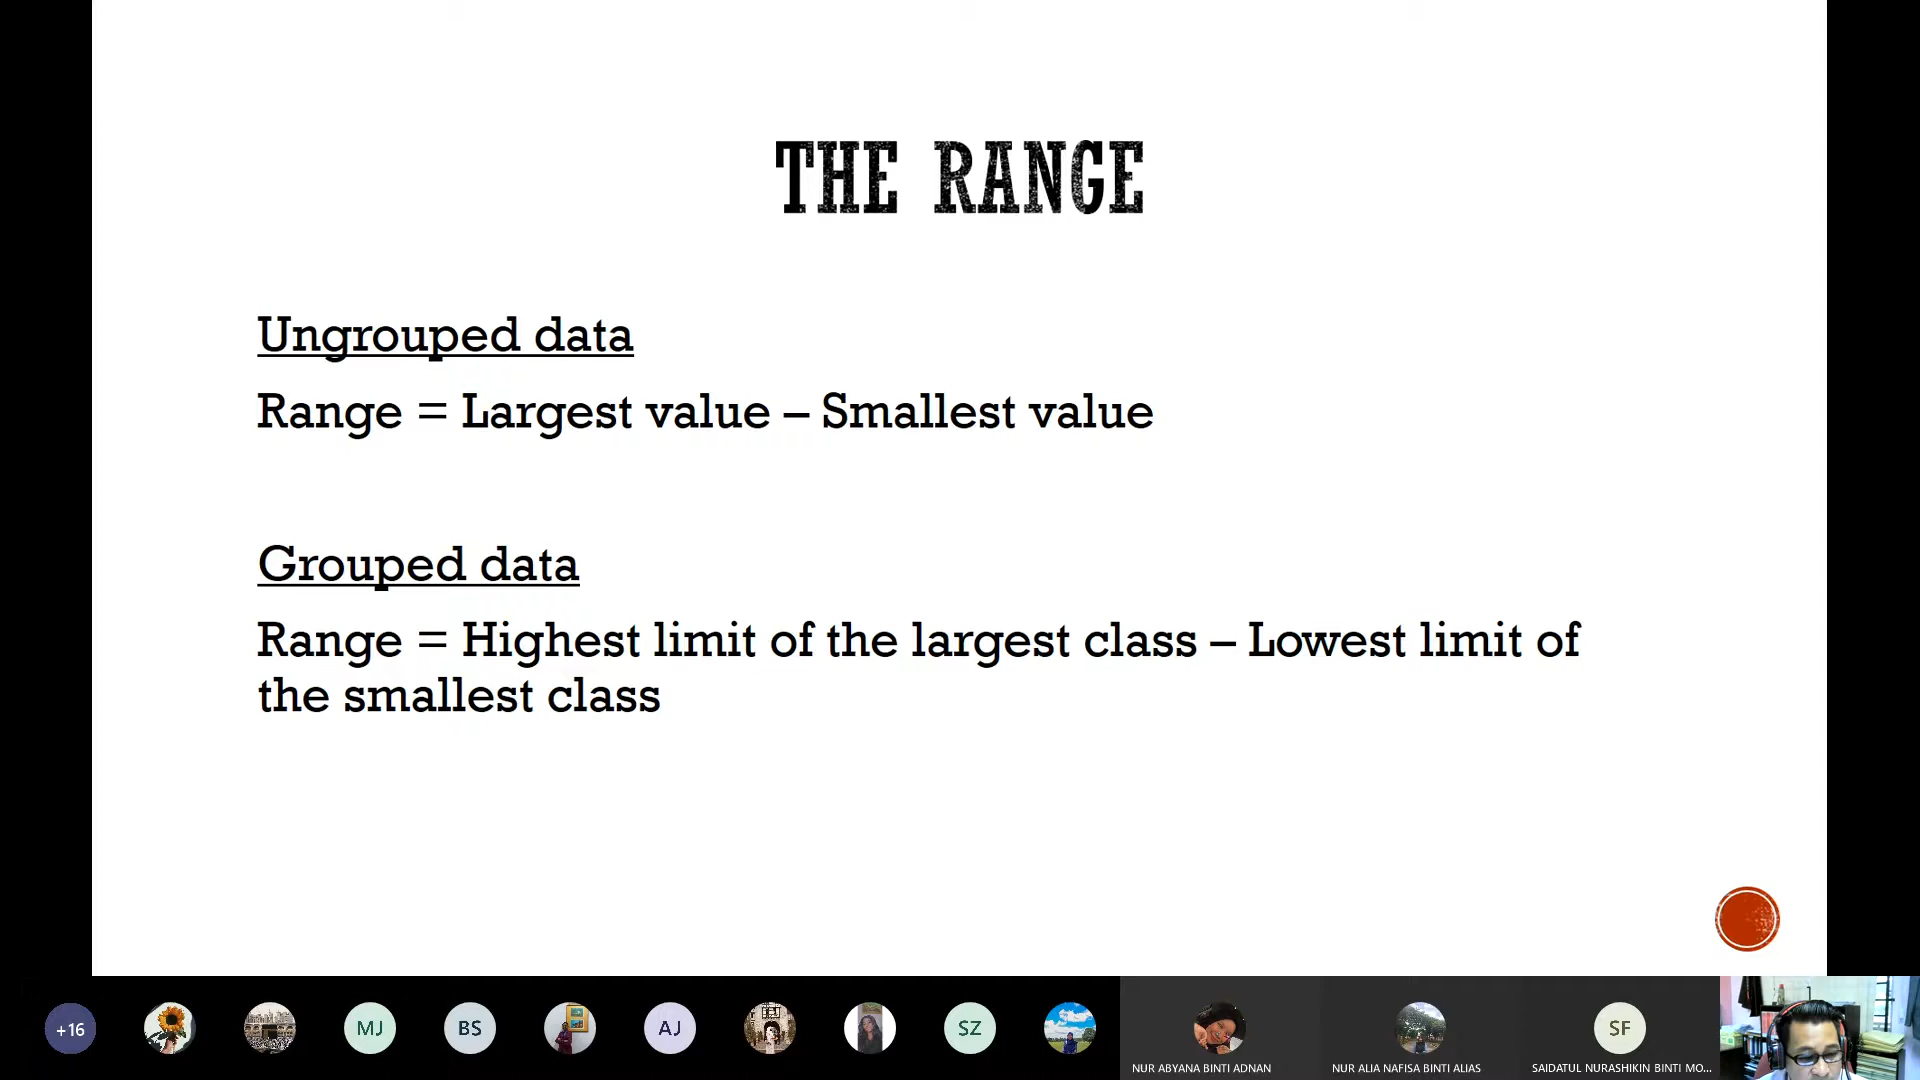 THE RANGE
Ungrouped data
Range = Largest value – Smallest value
Grouped data
Range = Highest limit of the largest class – Lowest limit of
the smallest class
+16
MJ
BS
AJ
SZ
SF
NUR ABYANA BINTI ADNAN
NUR ALIA NAFISA BINTI ALIAS
SAIDATUL NURASHIKIN BINTI MO...